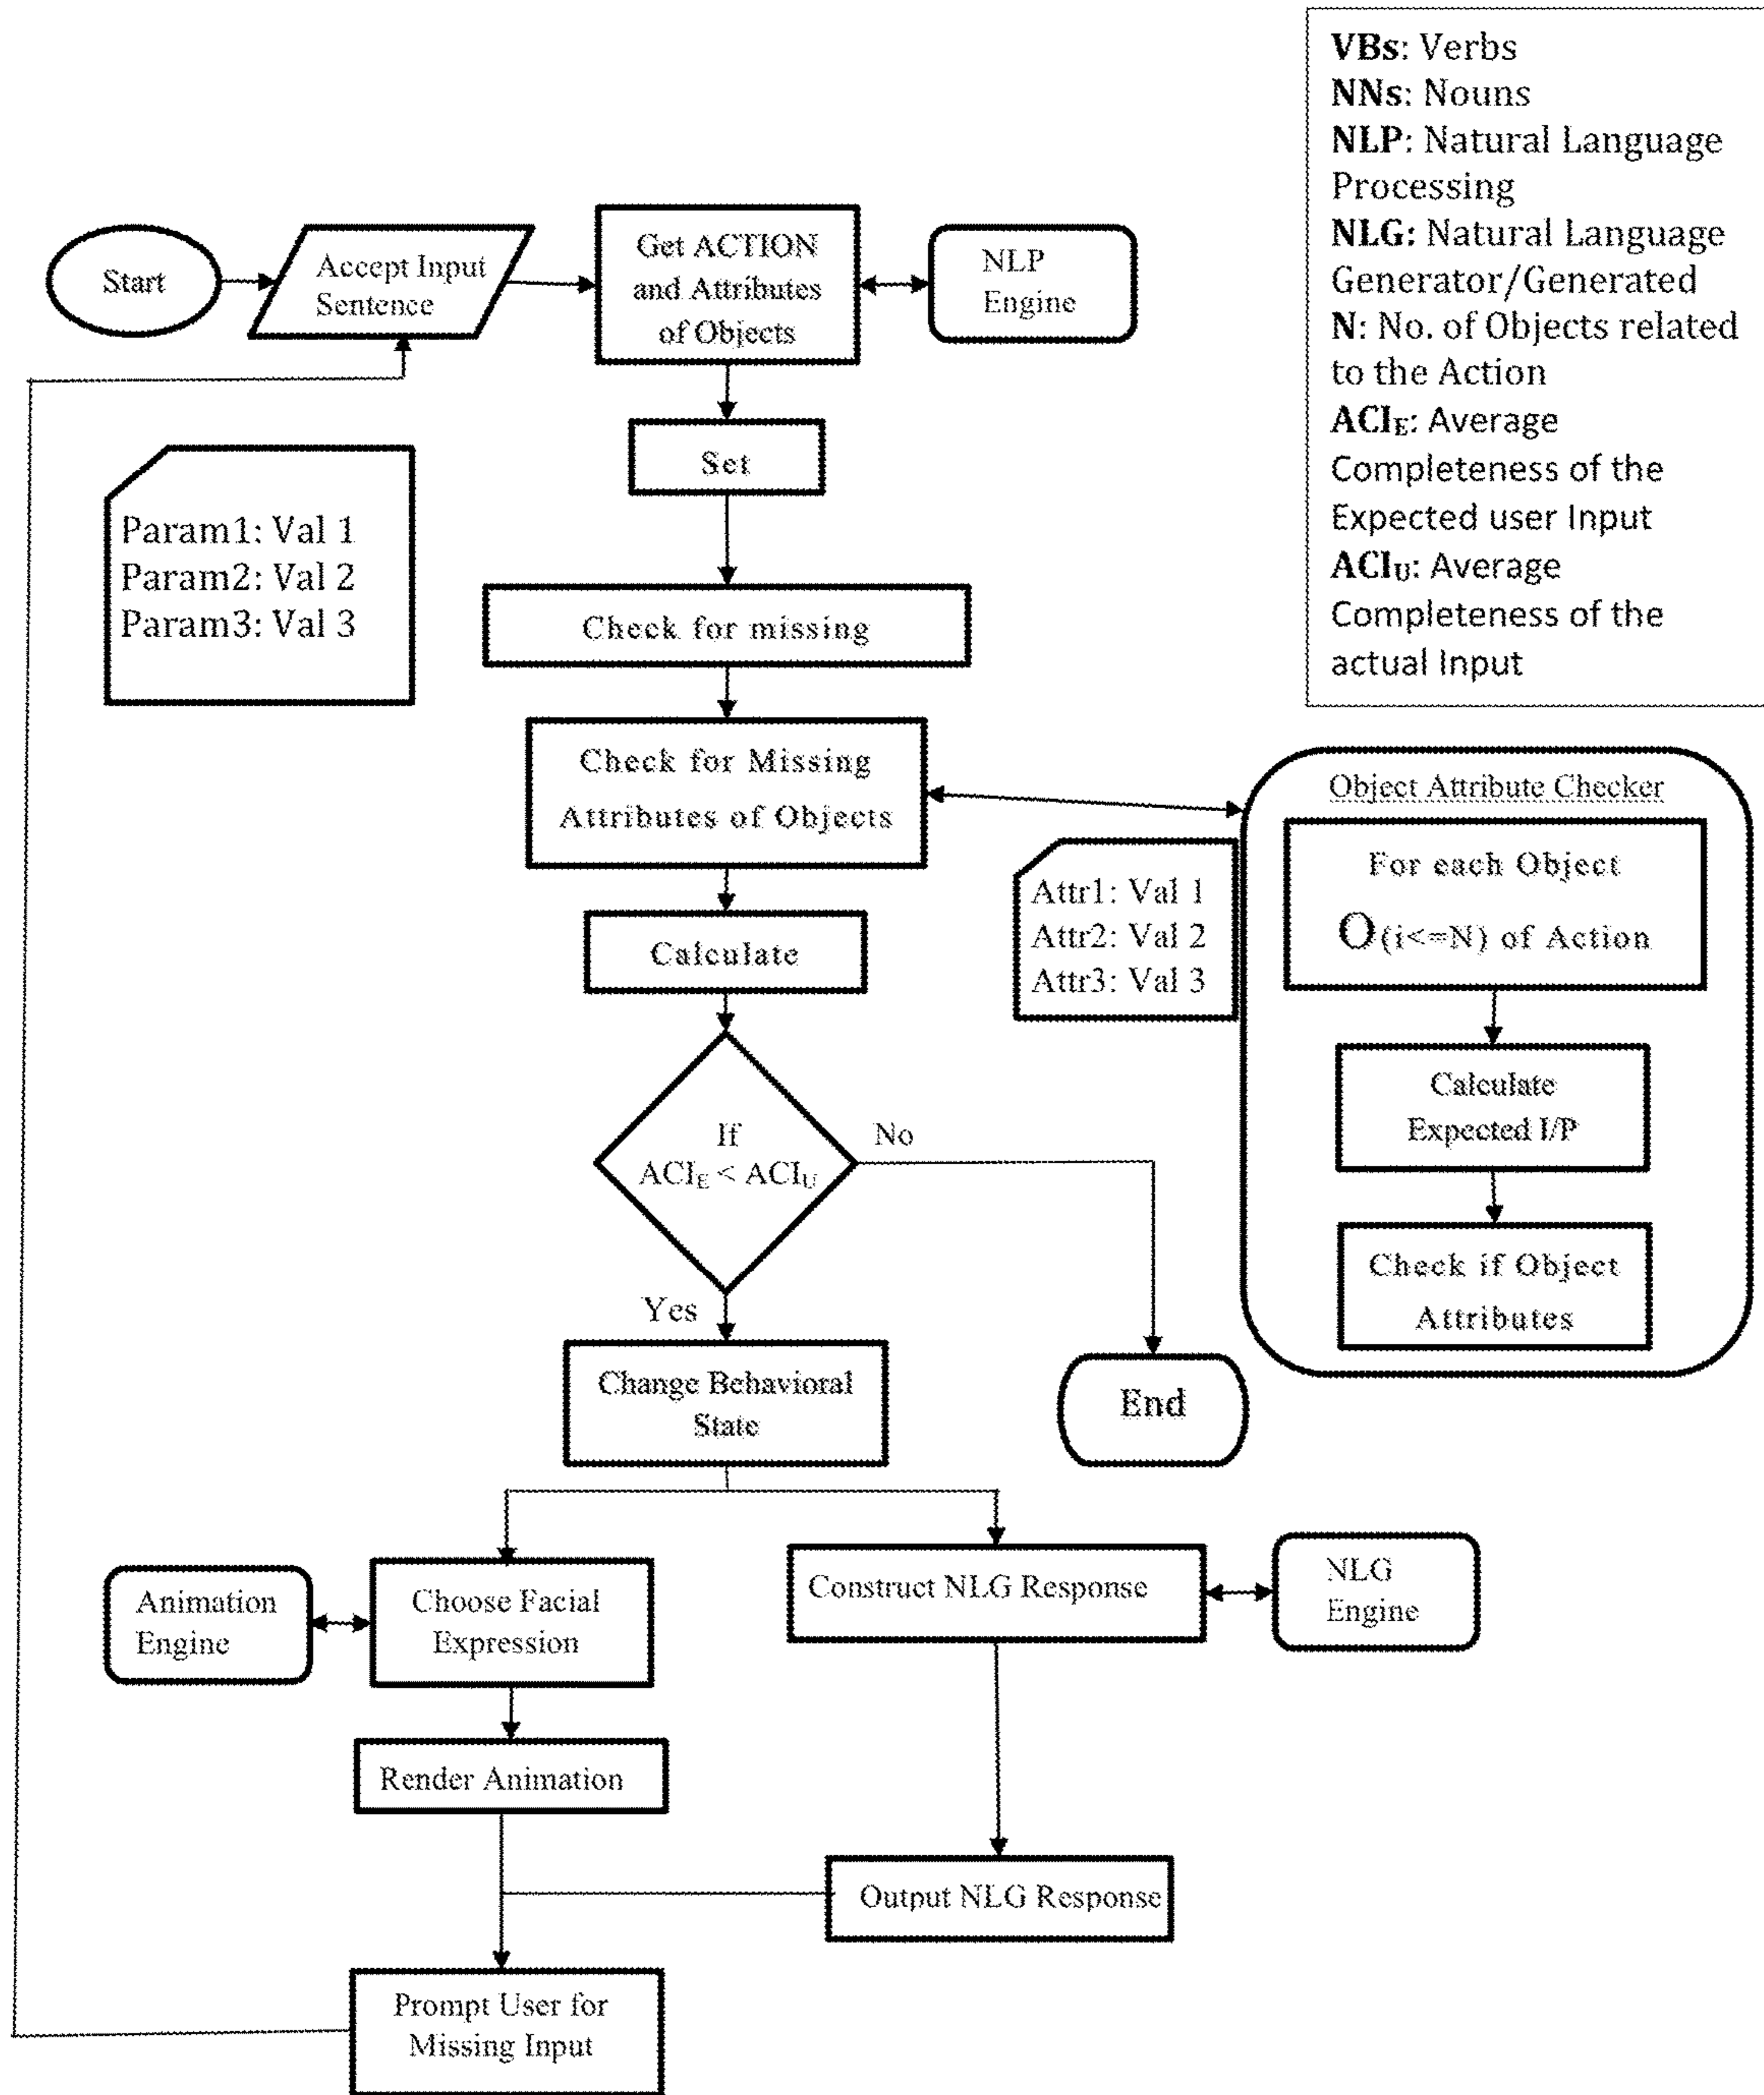 VBs: Verbs
NNs: Nouns
NLP: Natural Language
Processing
NLG: Natural Language
Generator/Generated
N: No. of Objects related
to the Action
ACIE: Average
Completeness of the
Expected user Input
ACIU: Average
Completeness of the
actual Input
Start
Accept Input
Sentence
Get ACTION
and Attributes
of Objects
NLP
Engine
Set
Param1: Val 1
Param2: Val 2
Param3: Val 3
Check for missing
Check for Missing
Attributes of Objects
Object Attribute Checker
For each Object
O(i<=N) of Action
Attr1: Val 1
Attr2: Val 2
Attr3: Val 3
Calculate
Calculate
Expected I/P
If
ACIE < ACIU
No
Check if Object
Attributes
Yes
Change Behavioral
State
End
Animation
Engine
Choose Facial
Expression
Construct NLG Response
NLG
Engine
Render Animation
Output NLG Response
Prompt User for
Missing Input